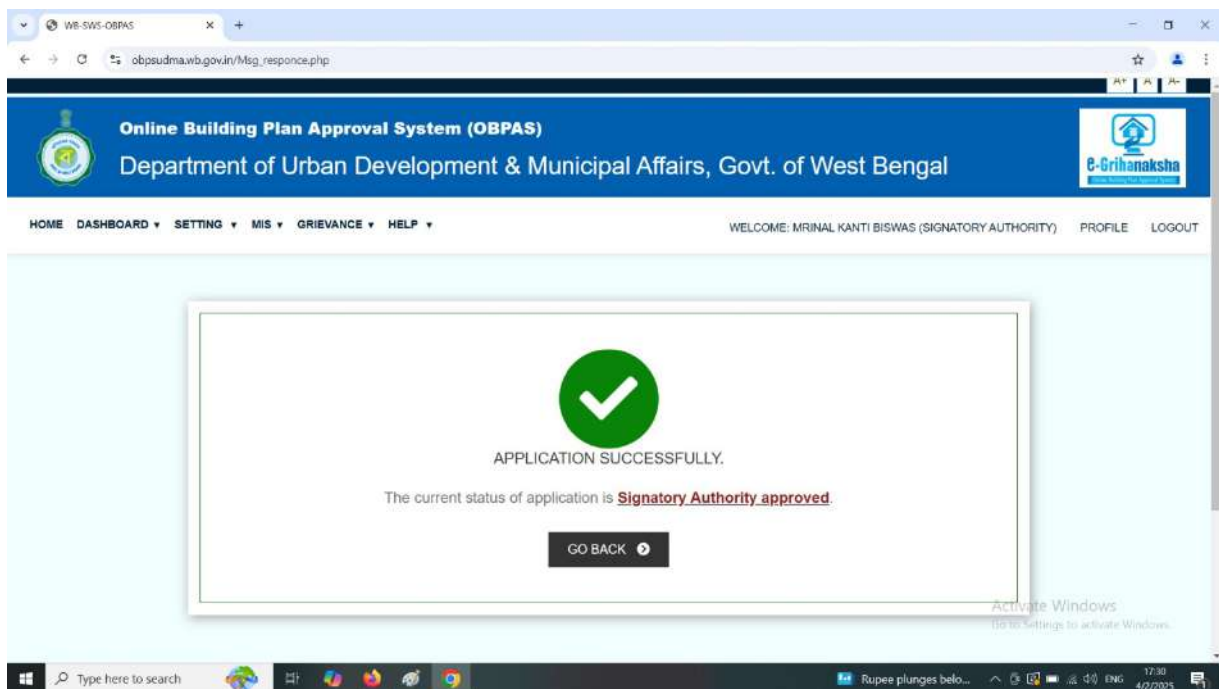 WB-SWS-OBPAS
obpsudma.wb.gov.in/Msg_responce.php
A+ A A-
Online Building Plan Approval System (OBPAS)
Department of Urban Development & Municipal Affairs, Govt. of West Bengal
e-Grihanaksha
HOME DASHBOARD SETTING MIS GRIEVANCE HELP
WELCOME: MRINAL KANTI BISWAS (SIGNATORY AUTHORITY) PROFILE LOGOUT
APPLICATION SUCCESSFULLY.
The current status of application is Signatory Authority approved.
GO BACK
Activate Windows
Go to Settings to activate Windows.
Type here to search
Rupee plunges belo... ENG 17:30
4/2/2025